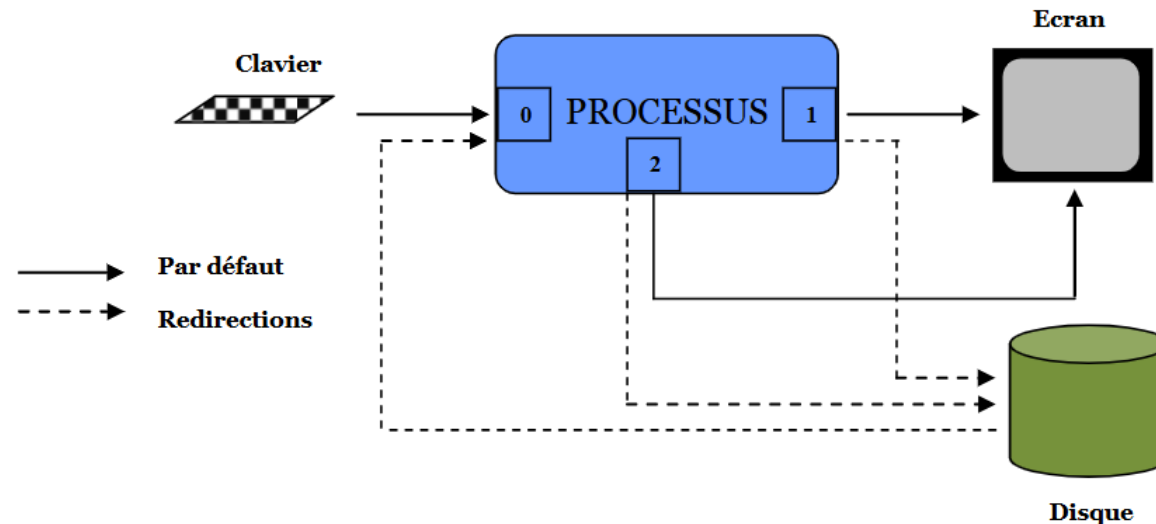 Ecran
Clavier
0 PROCESSUS 1
2
Par défaut
Redirections
Disque